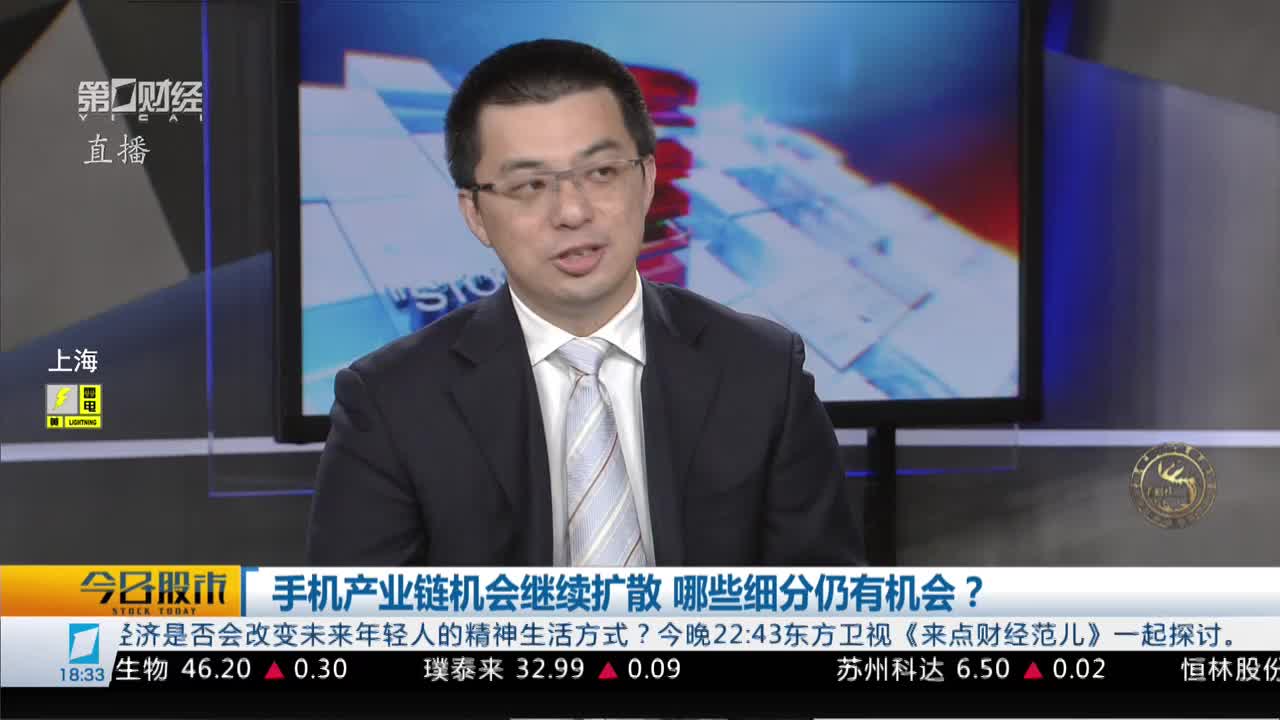 第一财经
YICAI
直播
"STO
上海
雷
电
黄 LIGHTNING
今日股市
STOCK TODAY
手机产业链机会继续扩散 哪些细分仍有机会？
经济是否会改变未来年轻人的精神生活方式？今晚22:43东方卫视《来点财经范儿》一起探讨。
18:33
生物 46.20 ▲ 0.30 璞泰来 32.99 ▲ 0.09 苏州科达 6.50 ▲ 0.02 恒林股份